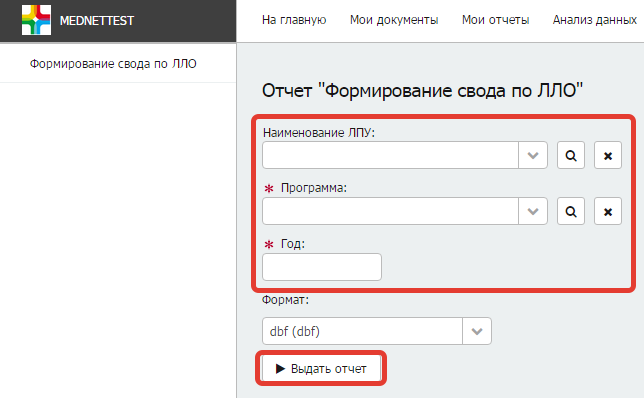 MEDNETTEST
На главную Мои документы Мои отчеты Анализ данных
Формирование свода по ЛЛО
Отчет "Формирование свода по ЛЛО"
Наименование ЛПУ:
* Программа:
* Год:
Формат:
dbf (dbf)
Выдать отчет